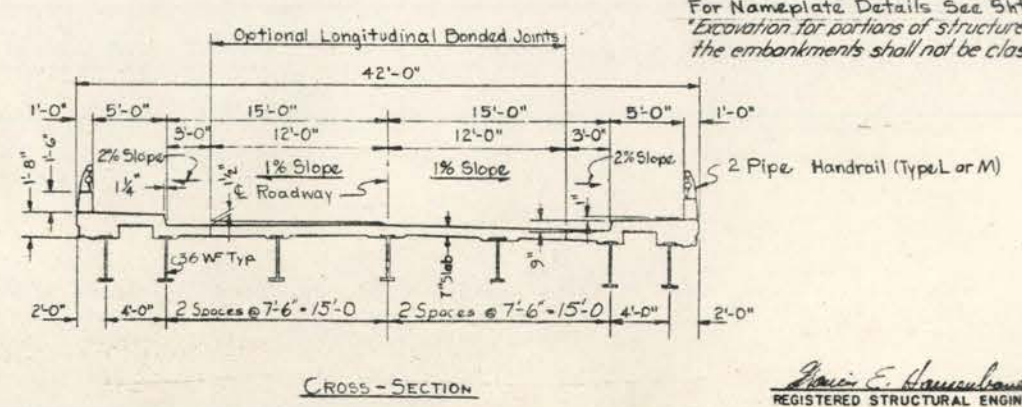 For Nameplate Details See Sht
"Excavation for portions of structure
the embankments shall not be clas
Optional Longitudinal Bonded Joints
42'-0"
1'-0" 5'-0" 15'-0" 15'-0" 5'-0" 1'-0"
3'-0" 12'-0" 12'-0" 3'-0"
1'-8" 1'-6" 2% Slope 1% Slope 1% Slope 2% Slope
1¼" 1½" 1"
℄ Roadway
2 Pipe Handrail (Type L or M)
36 WF Typ
7" Slab
9"
2'-0" 4'-0" 2 Spaces @ 7'-6" = 15'-0 2 Spaces @ 7'-6" = 15'-0 4'-0" 2'-0"
CROSS-SECTION
REGISTERED STRUCTURAL ENGIN